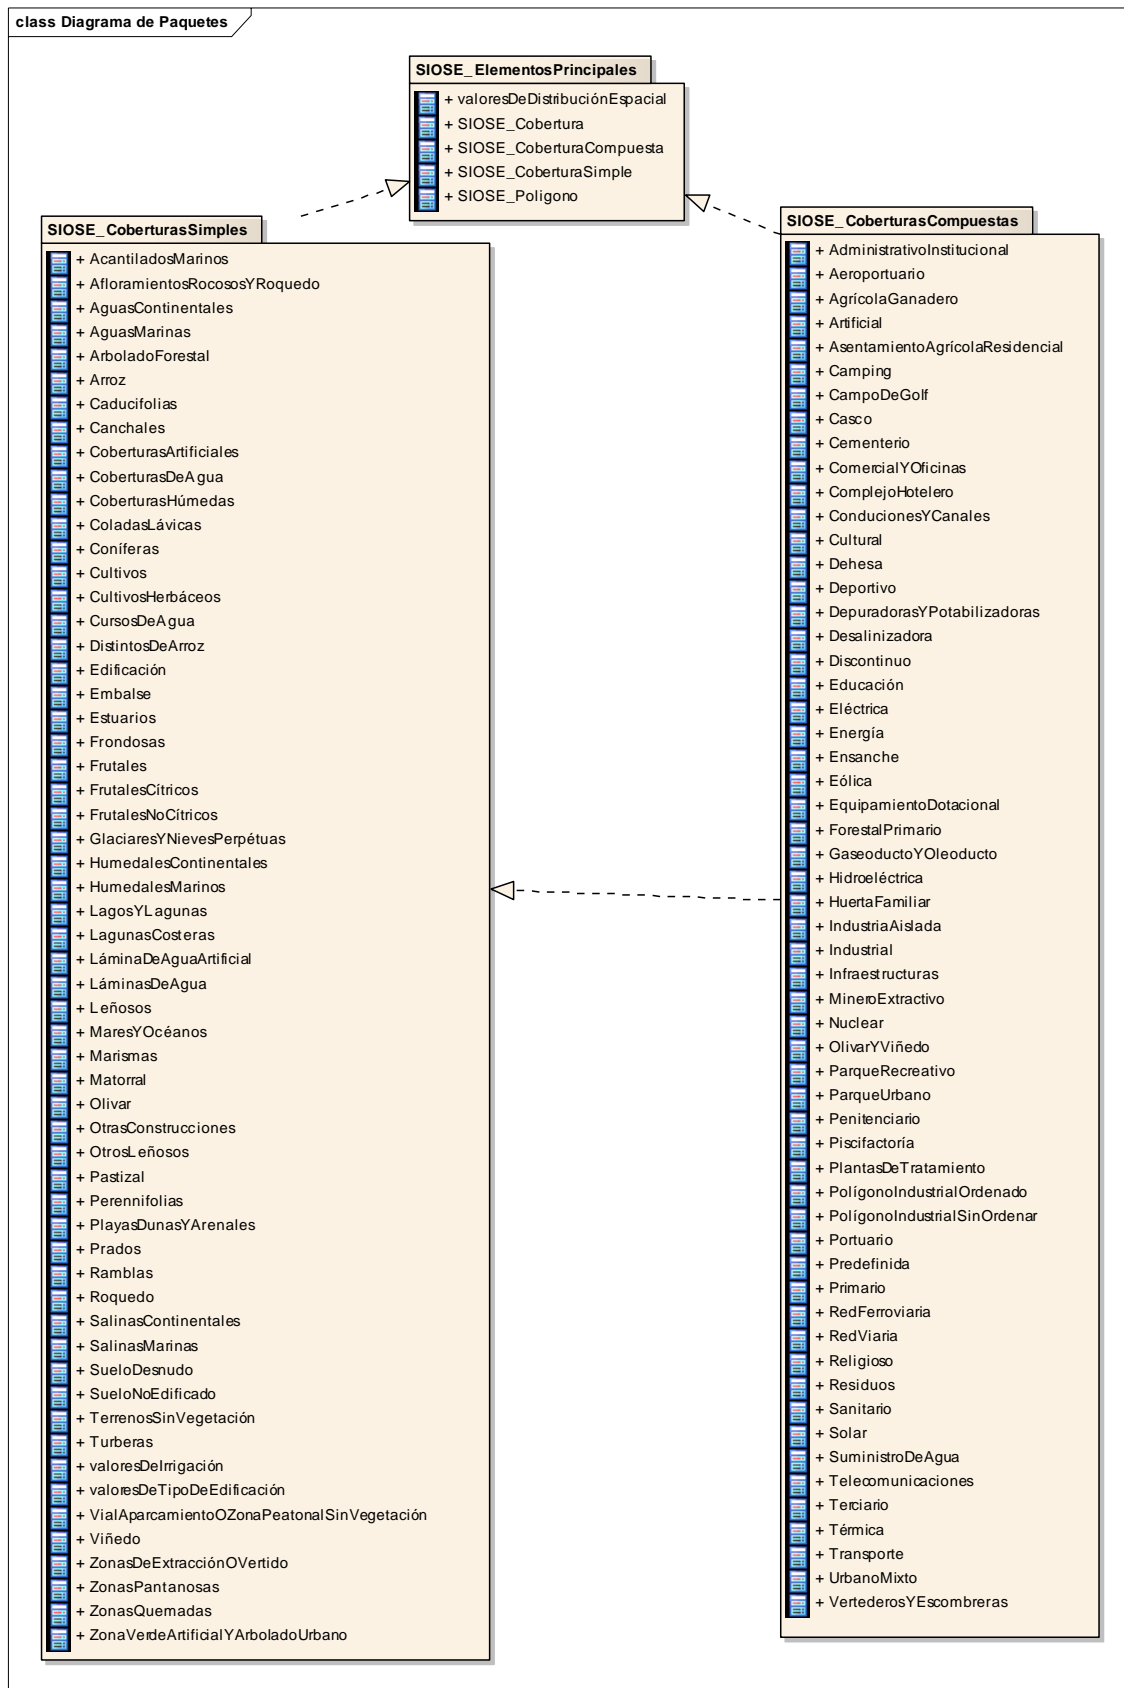 class Diagrama de Paquetes
SIOSE_ElementosPrincipales
+ valoresDeDistribuciónEspacial
+ SIOSE_Cobertura
+ SIOSE_CoberturaCompuesta
+ SIOSE_CoberturaSimple
+ SIOSE_Poligono
SIOSE_CoberturasSimples
+ AcantiladosMarinos
+ AfloramientosRocososYRoquedo
+ AguasContinentales
+ AguasMarinas
+ ArboladoForestal
+ Arroz
+ Caducifolias
+ Canchales
+ CoberturasArtificiales
+ CoberturasDeAgua
+ CoberturasHúmedas
+ ColadasLávicas
+ Coníferas
+ Cultivos
+ CultivosHerbáceos
+ CursosDeAgua
+ DistintosDeArroz
+ Edificación
+ Embalse
+ Estuarios
+ Frondosas
+ Frutales
+ FrutalesCítricos
+ FrutalesNoCítricos
+ GlaciaresYNievesPerpétuas
+ HumedalesContinentales
+ HumedalesMarinos
+ LagosYLagunas
+ LagunasCosteras
+ LáminaDeAguaArtificial
+ LáminasDeAgua
+ Leñosos
+ MaresYOcéanos
+ Marismas
+ Matorral
+ Olivar
+ OtrasConstrucciones
+ OtrosLeñosos
+ Pastizal
+ Perennifolias
+ PlayasDunasYArenales
+ Prados
+ Ramblas
+ Roquedo
+ SalinasContinentales
+ SalinasMarinas
+ SueloDesnudo
+ SueloNoEdificado
+ TerrenosSinVegetación
+ Turberas
+ valoresDeIrrigación
+ valoresDeTipoDeEdificación
+ VialAparcamientoOZonaPeatonalSinVegetación
+ Viñedo
+ ZonasDeExtracciónOVertido
+ ZonasPantanosas
+ ZonasQuemadas
+ ZonaVerdeArtificialYArboladoUrbano
SIOSE_CoberturasCompuestas
+ AdministrativoInstitucional
+ Aeroportuario
+ AgrícolaGanadero
+ Artificial
+ AsentamientoAgrícolaResidencial
+ Camping
+ CampoDeGolf
+ Casco
+ Cementerio
+ ComercialYOficinas
+ ComplejoHotelero
+ ConducionesYCanales
+ Cultural
+ Dehesa
+ Deportivo
+ DepuradorasYPotabilizadoras
+ Desalinizadora
+ Discontinuo
+ Educación
+ Eléctrica
+ Energía
+ Ensanche
+ Eólica
+ EquipamientoDotacional
+ ForestalPrimario
+ GaseoductoYOleoducto
+ Hidroeléctrica
+ HuertaFamiliar
+ IndustriaAislada
+ Industrial
+ Infraestructuras
+ MineroExtractivo
+ Nuclear
+ OlivarYViñedo
+ ParqueRecreativo
+ ParqueUrbano
+ Penitenciario
+ Piscifactoría
+ PlantasDeTratamiento
+ PolígonoIndustrialOrdenado
+ PolígonoIndustrialSinOrdenar
+ Portuario
+ Predefinida
+ Primario
+ RedFerroviaria
+ RedViaria
+ Religioso
+ Residuos
+ Sanitario
+ Solar
+ SuministroDeAgua
+ Telecomunicaciones
+ Terciario
+ Térmica
+ Transporte
+ UrbanoMixto
+ VertederosYEscombreras